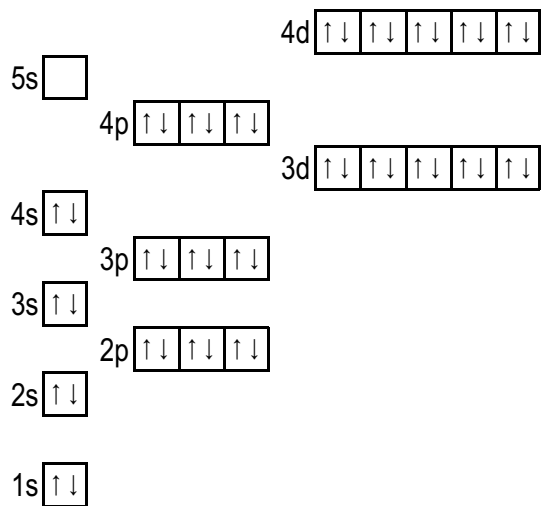 4d ↑↓ ↑↓ ↑↓ ↑↓ ↑↓
5s
4p ↑↓ ↑↓ ↑↓
3d ↑↓ ↑↓ ↑↓ ↑↓ ↑↓
4s ↑↓
3p ↑↓ ↑↓ ↑↓
3s ↑↓
2p ↑↓ ↑↓ ↑↓
2s ↑↓
1s ↑↓